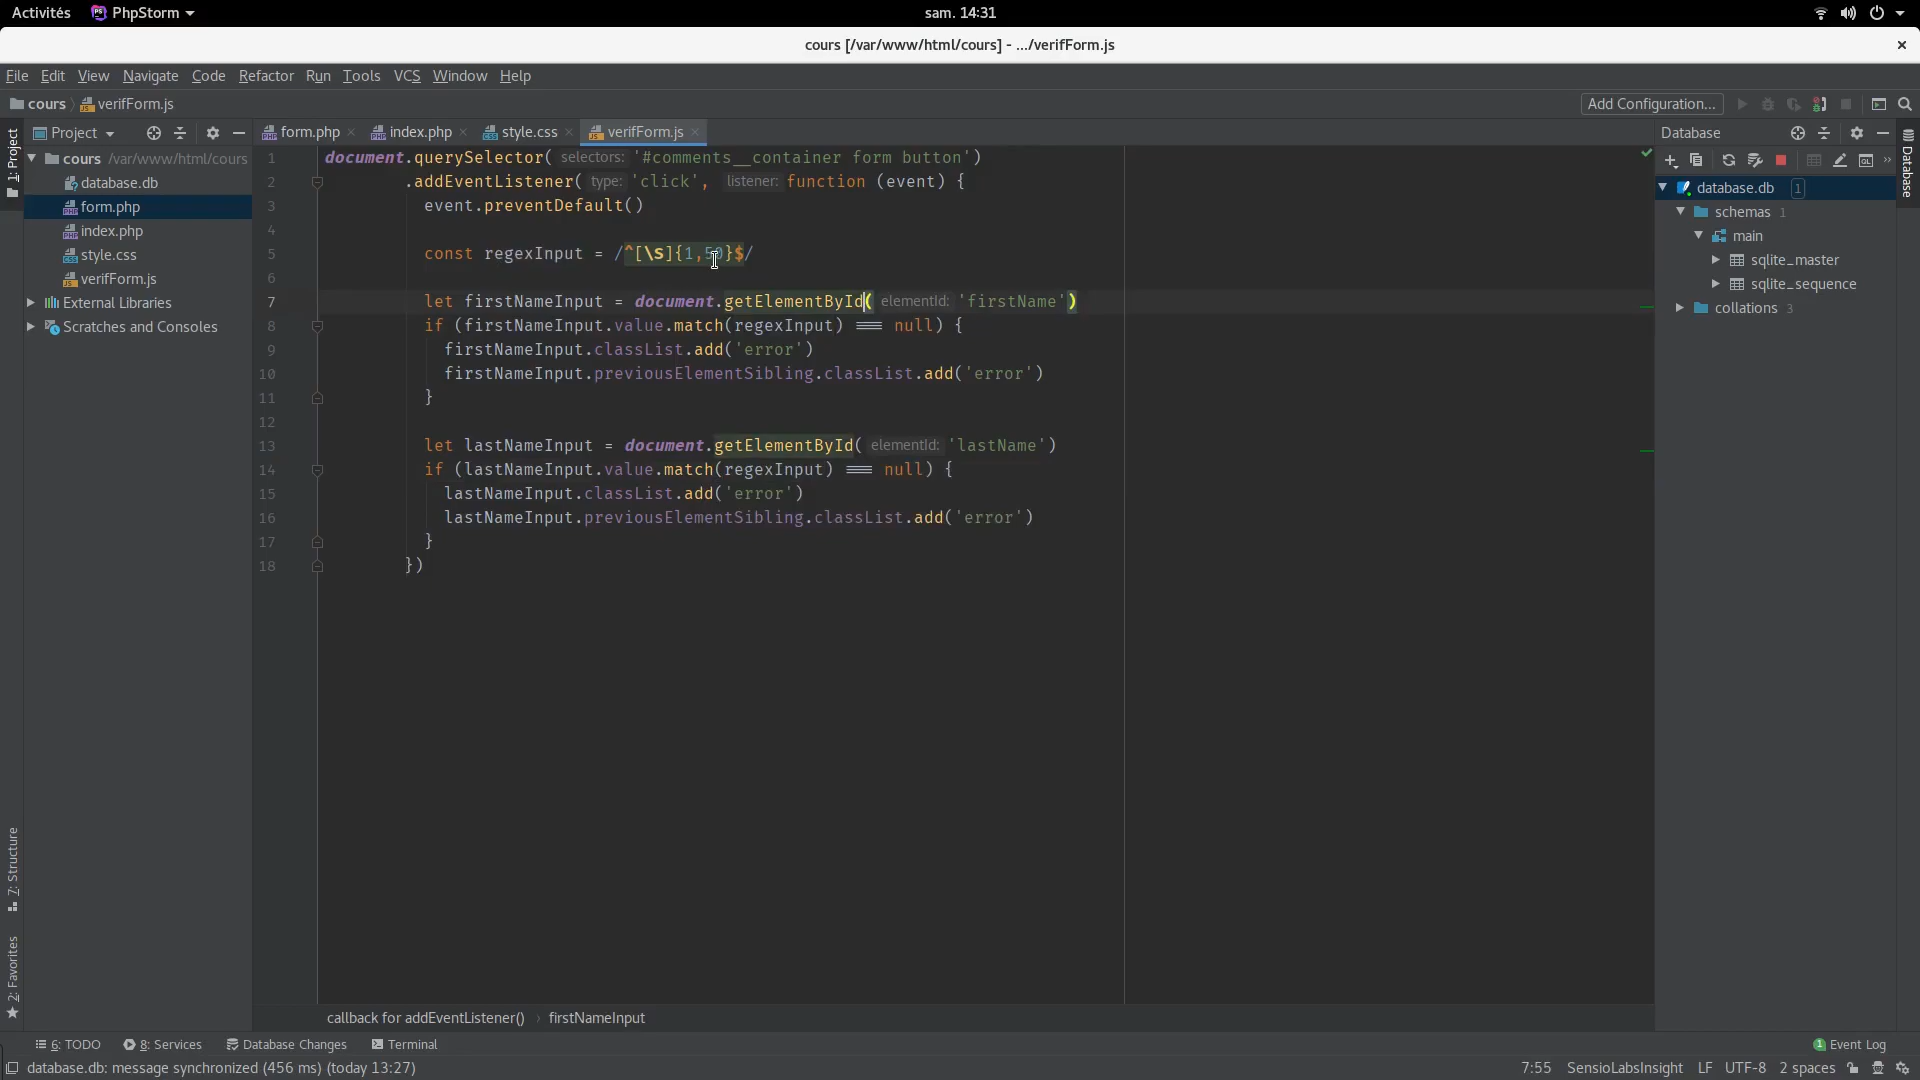 Activités PhpStorm sam. 14:31
cours [/var/www/html/cours] - .../verifForm.js
File Edit View Navigate Code Refactor Run Tools VCS Window Help
cours verifForm.js Add Configuration...
1: Project
Project
form.php index.php style.css verifForm.js
Database
cours /var/www/html/cours
database.db
form.php
index.php
style.css
verifForm.js
External Libraries
Scratches and Consoles
1 document.querySelector( selectors: '#comments__container form button')
2 .addEventListener( type: 'click', listener: function (event) {
3 event.preventDefault()
4
5 const regexInput = /^[\S]{1,50}$/
6
7 let firstNameInput = document.getElementById( elementId: 'firstName')
8 if (firstNameInput.value.match(regexInput) === null) {
9 firstNameInput.classList.add('error')
10 firstNameInput.previousElementSibling.classList.add('error')
11 }
12
13 let lastNameInput = document.getElementById( elementId: 'lastName')
14 if (lastNameInput.value.match(regexInput) === null) {
15 lastNameInput.classList.add('error')
16 lastNameInput.previousElementSibling.classList.add('error')
17 }
18 })
database.db 1
schemas 1
main
sqlite_master
sqlite_sequence
collations 3
Database
7: Structure
2: Favorites
callback for addEventListener() › firstNameInput
6: TODO 8: Services Database Changes Terminal 1 Event Log
database.db: message synchronized (456 ms) (today 13:27) 7:55 SensioLabsInsight LF UTF-8 2 spaces